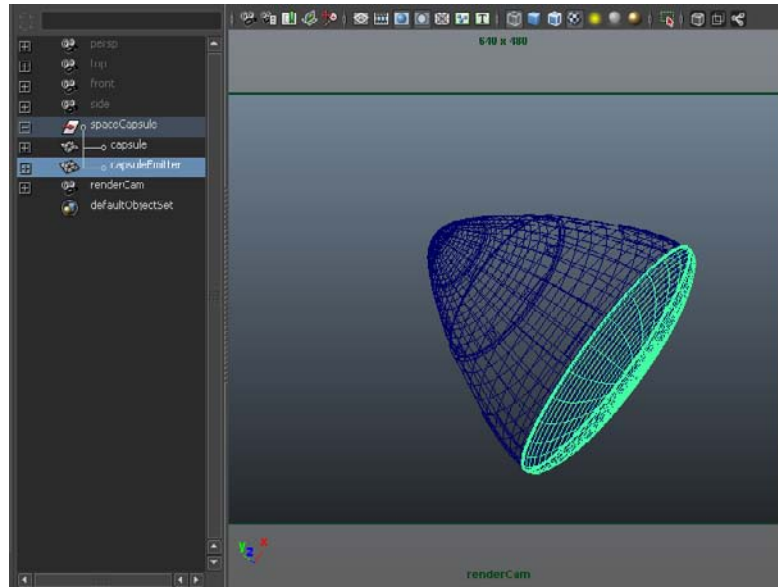 640 x 480
persp
top
front
side
spaceCapsule
capsule
capsuleEmitter
renderCam
defaultObjectSet
y z x
renderCam